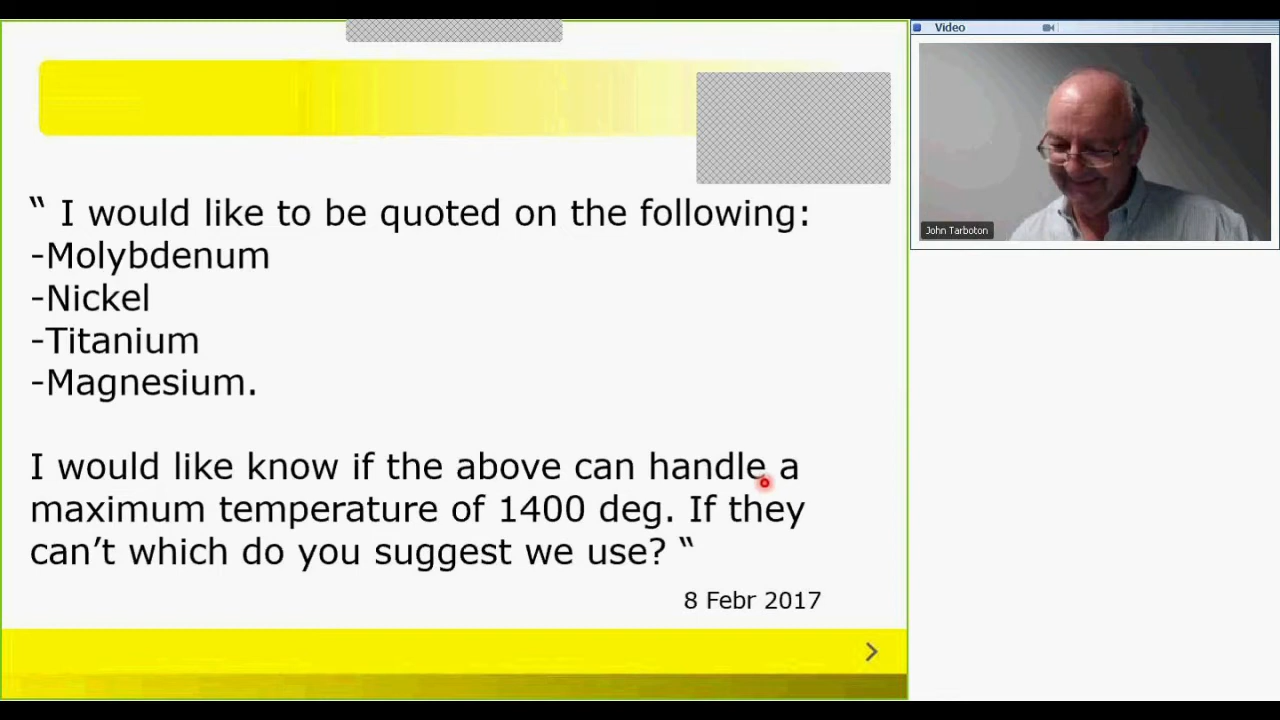 “ I would like to be quoted on the following:
-Molybdenum
-Nickel
-Titanium
-Magnesium.
I would like know if the above can handle a
maximum temperature of 1400 deg. If they
can’t which do you suggest we use? “
8 Febr 2017
Video
John Tarboton